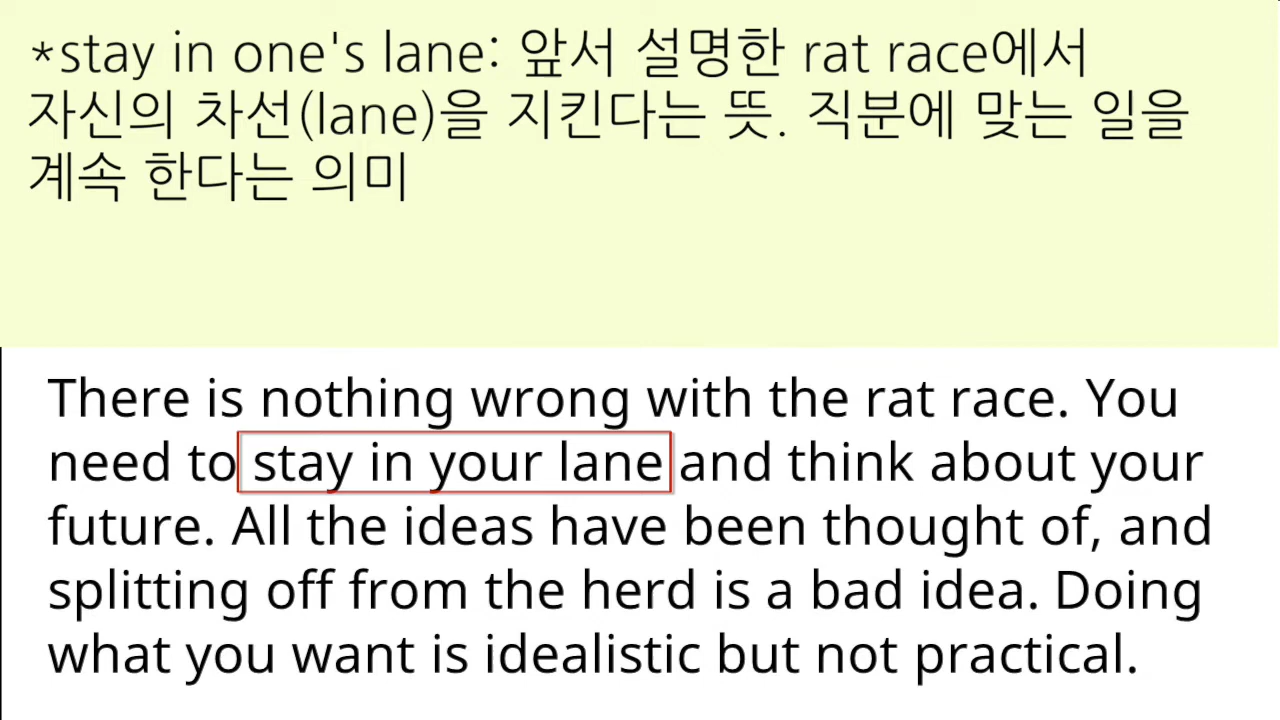 *stay in one's lane: 앞서 설명한 rat race에서
자신의 차선(lane)을 지킨다는 뜻. 직분에 맞는 일을
계속 한다는 의미
There is nothing wrong with the rat race. You
need to stay in your lane and think about your
future. All the ideas have been thought of, and
splitting off from the herd is a bad idea. Doing
what you want is idealistic but not practical.